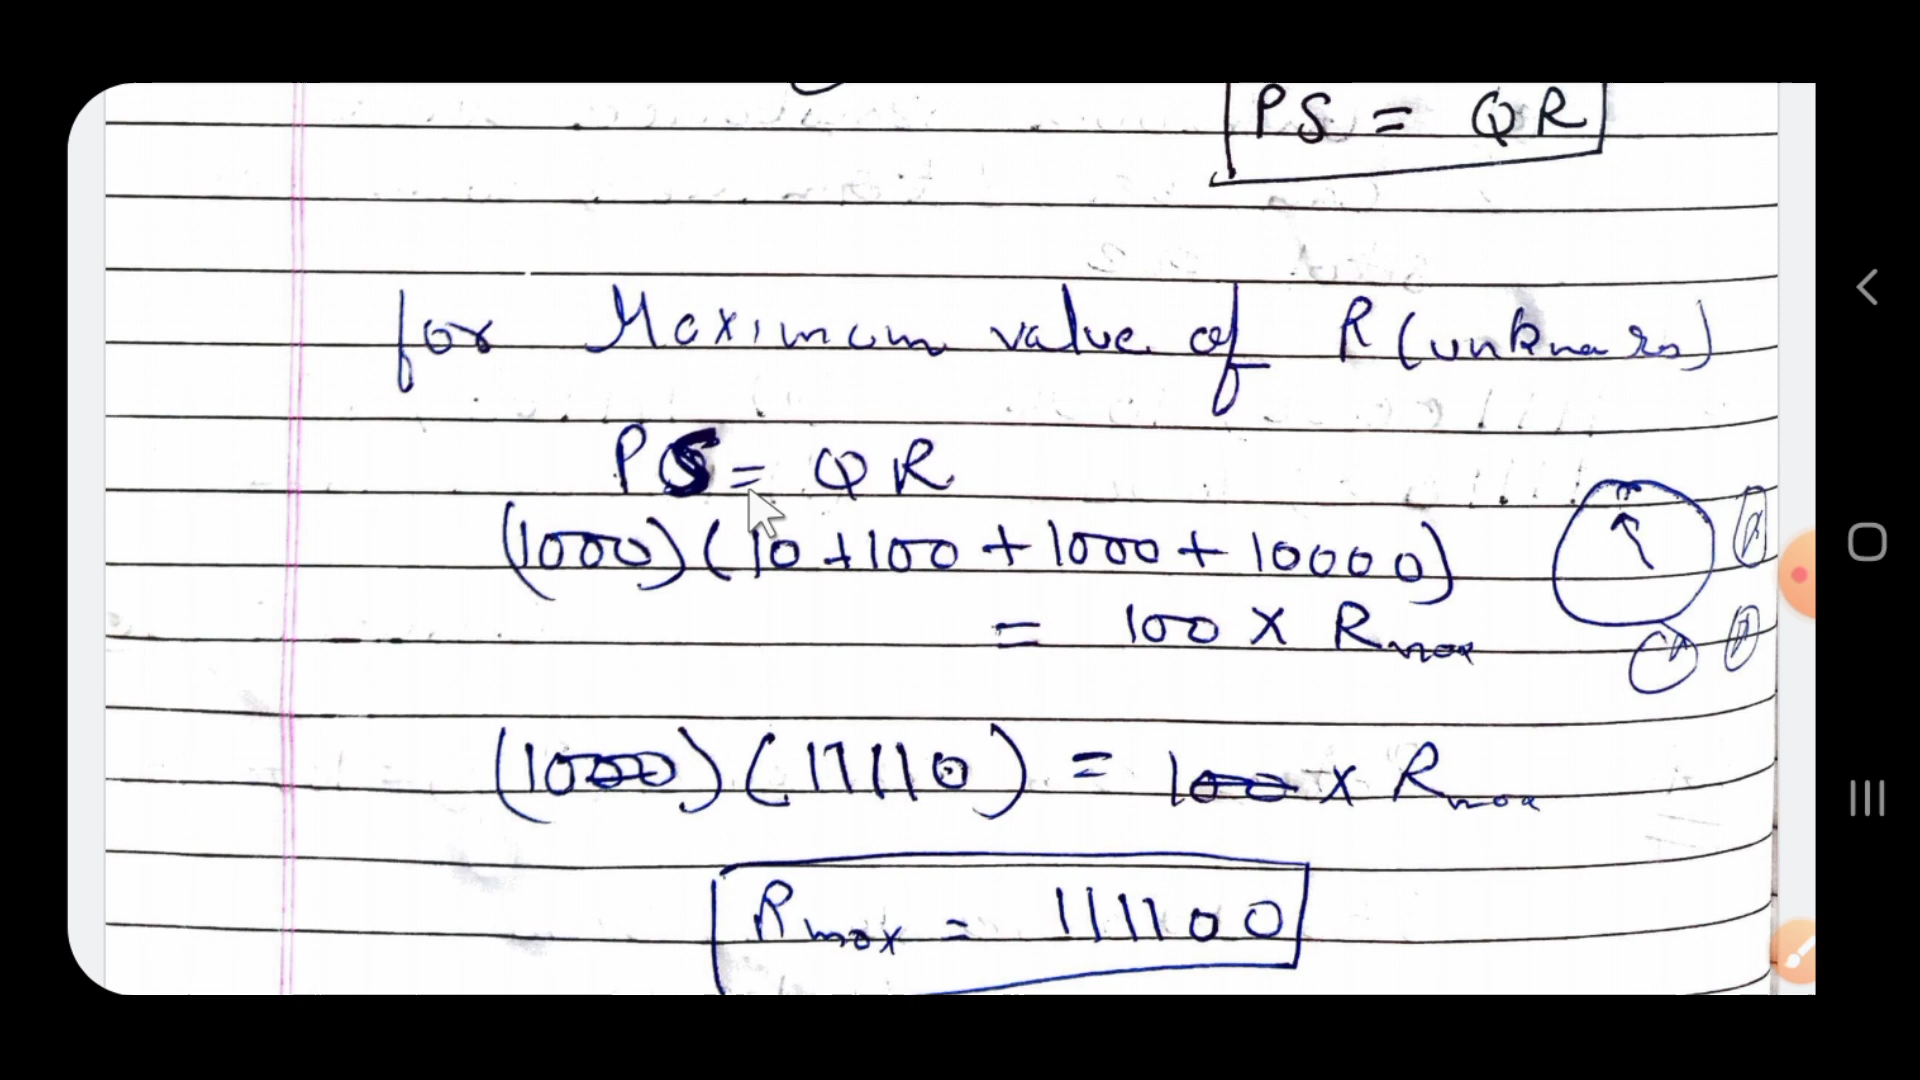 PS = QR
for Maximum value of R (unknown)
PS = QR
(1000) (10 + 100 + 1000 + 10000)
= 100 x Rmax
(1000) (11110) = 100 x Rmax
Rmax = 111100